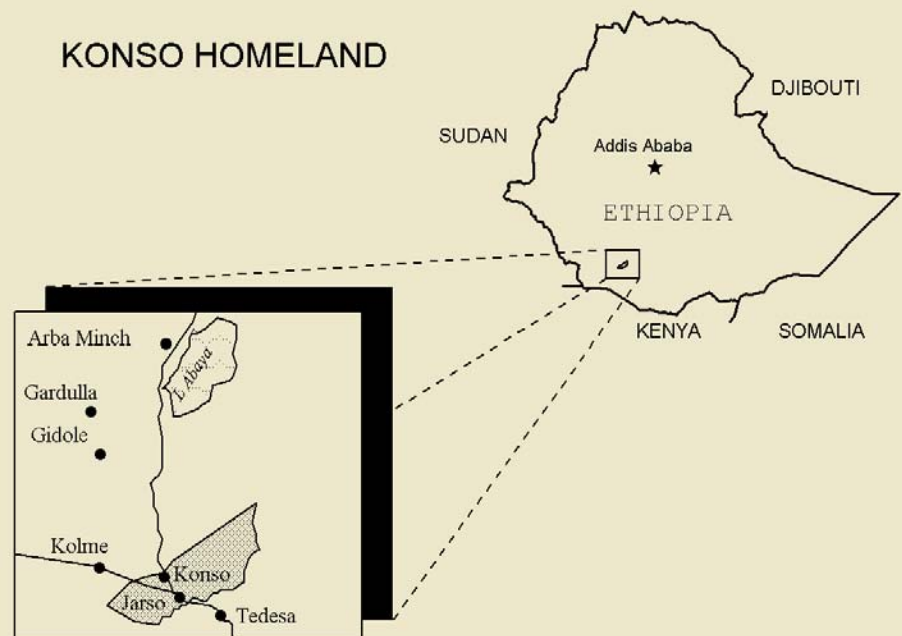 KONSO HOMELAND
DJIBOUTI
SUDAN
Addis Ababa
ETHIOPIA
KENYA
SOMALIA
Arba Minch
L Abaya
Gardulla
Gidole
Kolme
Konso
Jarso
Tedesa